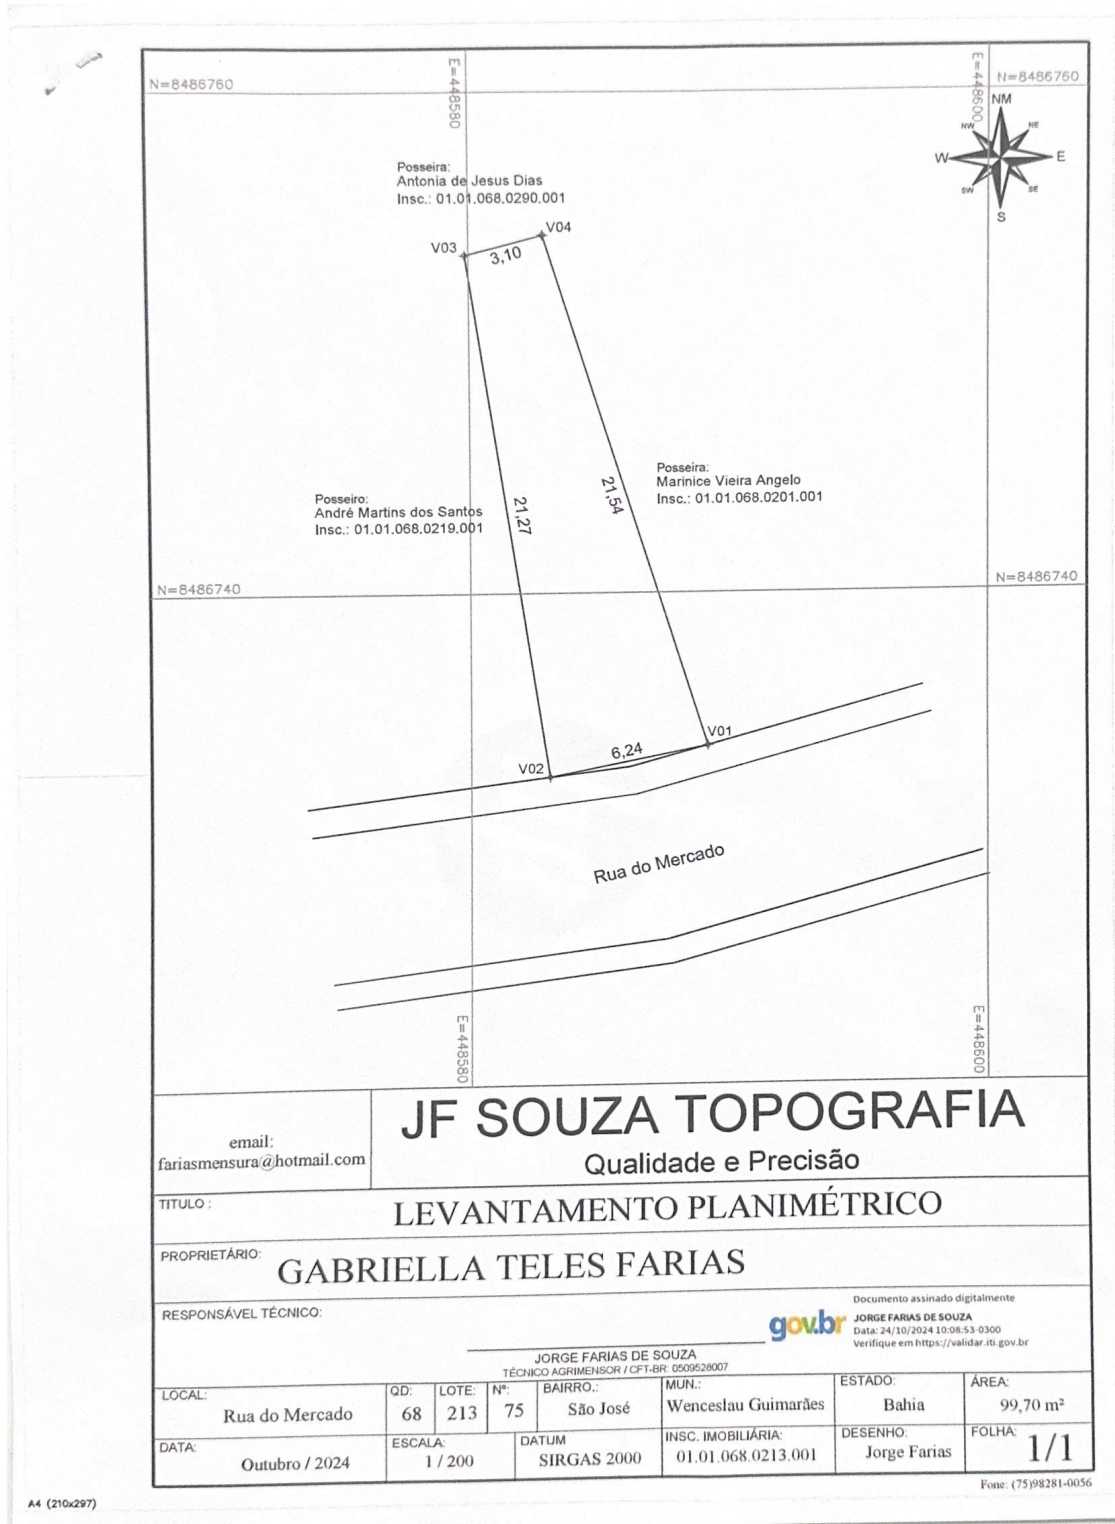 E=448580
E=448600
N=8486760
N=8486760
NM
NW
NE
W
E
SW
SE
S
Posseira:
Antonia de Jesus Dias
Insc.: 01.01.068.0290.001
V03
V04
3,10
Posseira:
Marinice Vieira Angelo
Insc.: 01.01.068.0201.001
21,54
Posseiro:
André Martins dos Santos
Insc.: 01.01.068.0219.001
21,27
N=8486740
N=8486740
V01
6,24
V02
Rua do Mercado
E=448580
E=448600
email:
fariasmensura@hotmail.com
JF SOUZA TOPOGRAFIA
Qualidade e Precisão
TITULO :
LEVANTAMENTO PLANIMÉTRICO
PROPRIETÁRIO:
GABRIELLA TELES FARIAS
RESPONSÁVEL TÉCNICO:
gov.br
Documento assinado digitalmente
JORGE FARIAS DE SOUZA
Data: 24/10/2024 10:08:53-0300
Verifique em https://validar.iti.gov.br
JORGE FARIAS DE SOUZA
TÉCNICO AGRIMENSOR / CFT-BR: 0509528007
LOCAL:
Rua do Mercado
QD:
68
LOTE:
213
Nº:
75
BAIRRO.:
São José
MUN.:
Wenceslau Guimarães
ESTADO:
Bahia
ÁREA:
99,70 m²
DATA:
Outubro / 2024
ESCALA:
1 / 200
DATUM
SIRGAS 2000
INSC. IMOBILIÁRIA:
01.01.068.0213.001
DESENHO:
Jorge Farias
FOLHA:
1/1
Fone: (75)98281-0056
A4 (210x297)